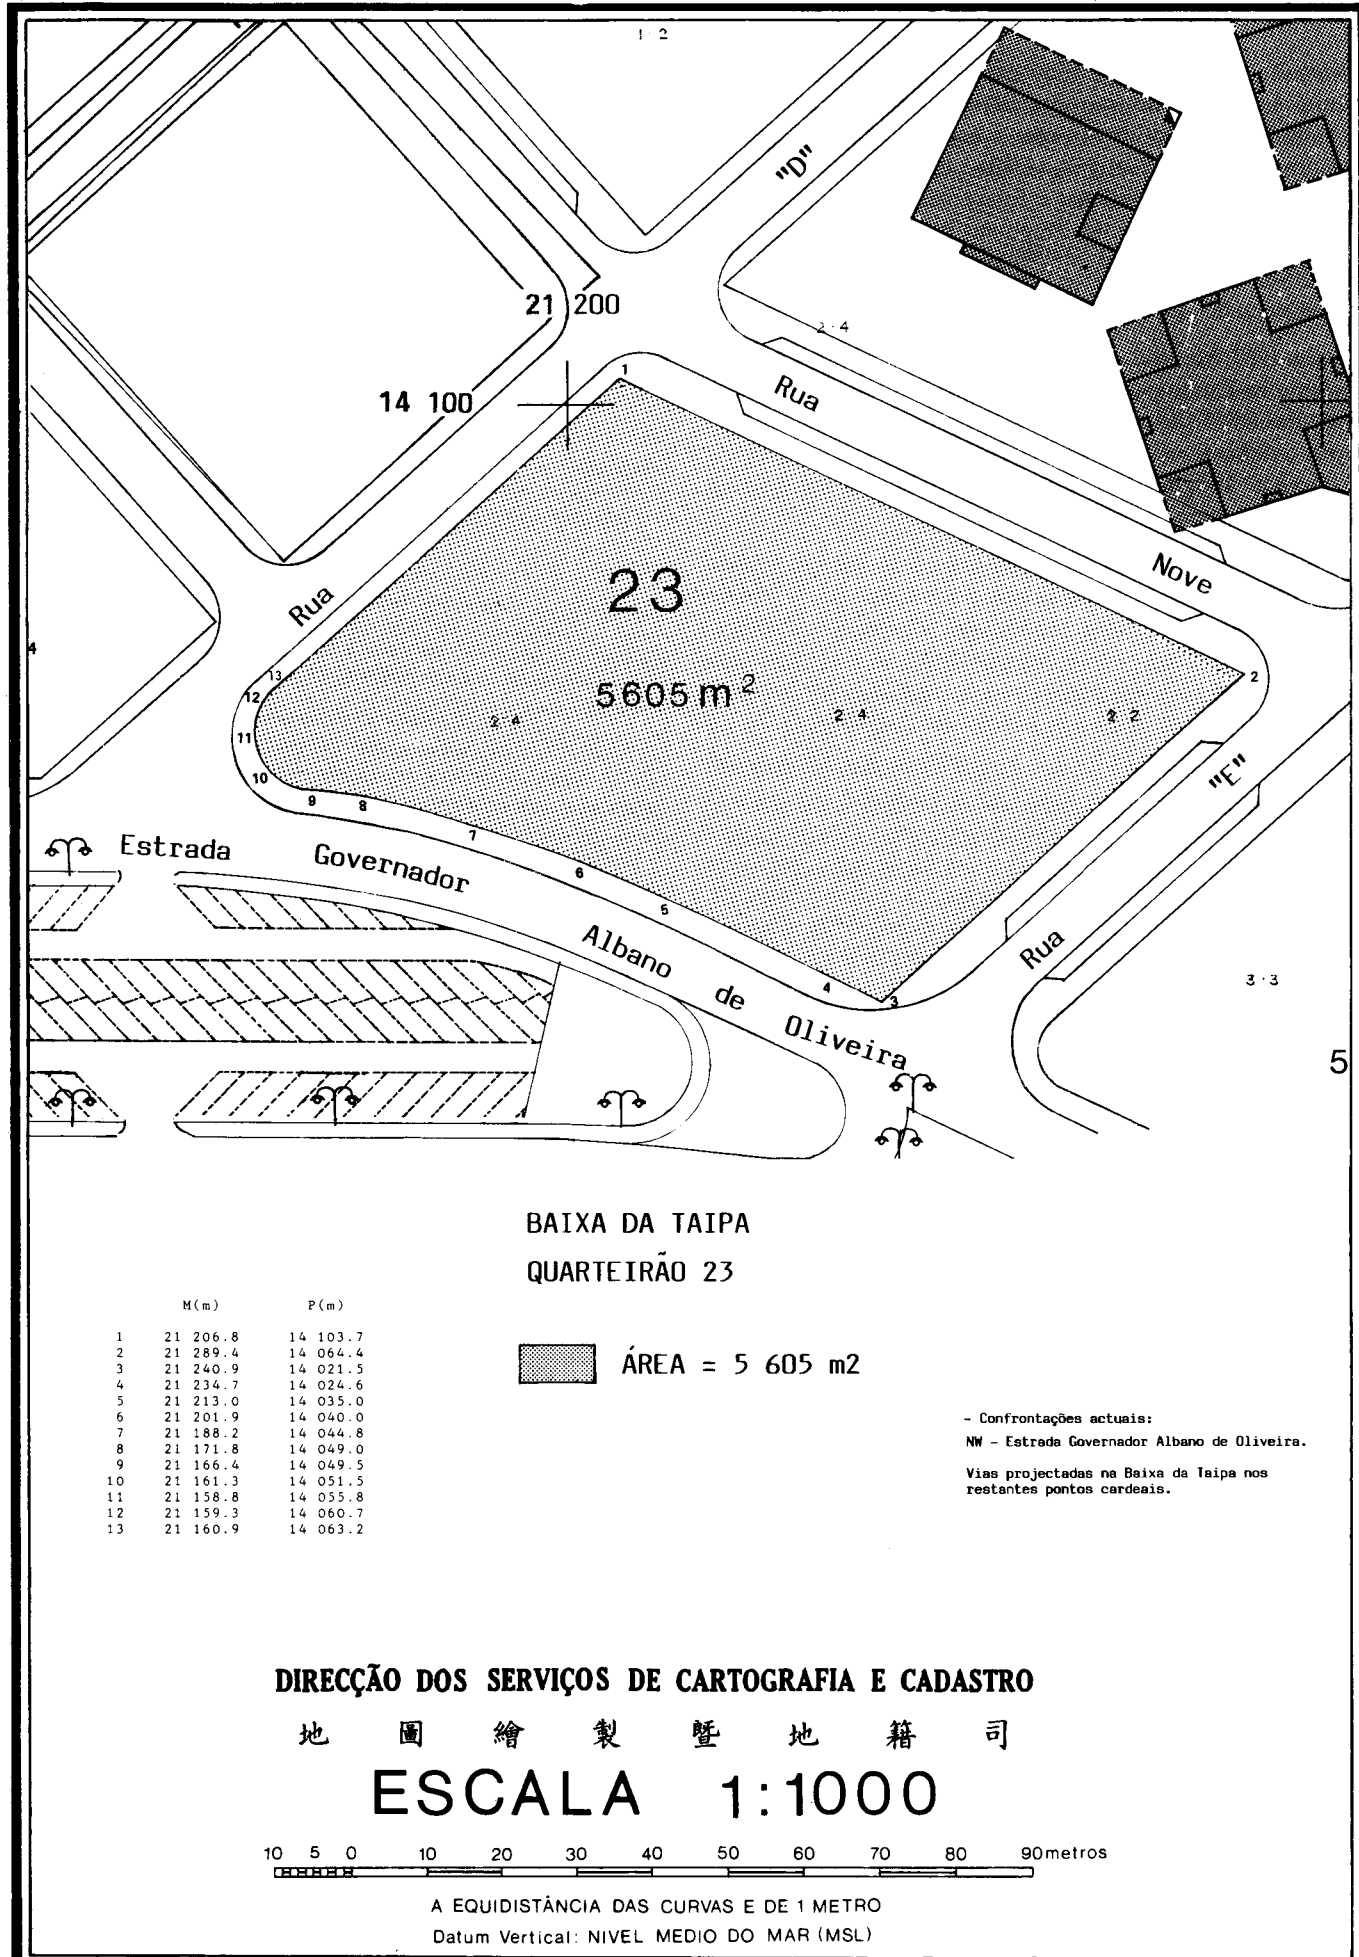 1·2
"D"
21 200
2·4
14 100
1
Rua
Nove
23
Rua
4
5605 m²
13
12
2
2 4
2 4
2 2
11
10
9
8
7
"E"
Estrada Governador
6
5
Albano de Oliveira
Rua
4
3
3·3
5
BAIXA DA TAIPA
QUARTEIRÃO 23
M(m) P(m)
1 21 206.8 14 103.7
2 21 289.4 14 064.4
3 21 240.9 14 021.5
4 21 234.7 14 024.6
5 21 213.0 14 035.0
6 21 201.9 14 040.0
7 21 188.2 14 044.8
8 21 171.8 14 049.0
9 21 166.4 14 049.5
10 21 161.3 14 051.5
11 21 158.8 14 055.8
12 21 159.3 14 060.7
13 21 160.9 14 063.2
ÁREA = 5 605 m2
- Confrontações actuais:
NW - Estrada Governador Albano de Oliveira.
Vias projectadas na Baixa da Taipa nos
restantes pontos cardeais.
DIRECÇÃO DOS SERVIÇOS DE CARTOGRAFIA E CADASTRO
地 圖 繪 製 暨 地 籍 司
ESCALA 1:1000
10 5 0 10 20 30 40 50 60 70 80 90 metros
A EQUIDISTÂNCIA DAS CURVAS E DE 1 METRO
Datum Vertical: NIVEL MEDIO DO MAR (MSL)